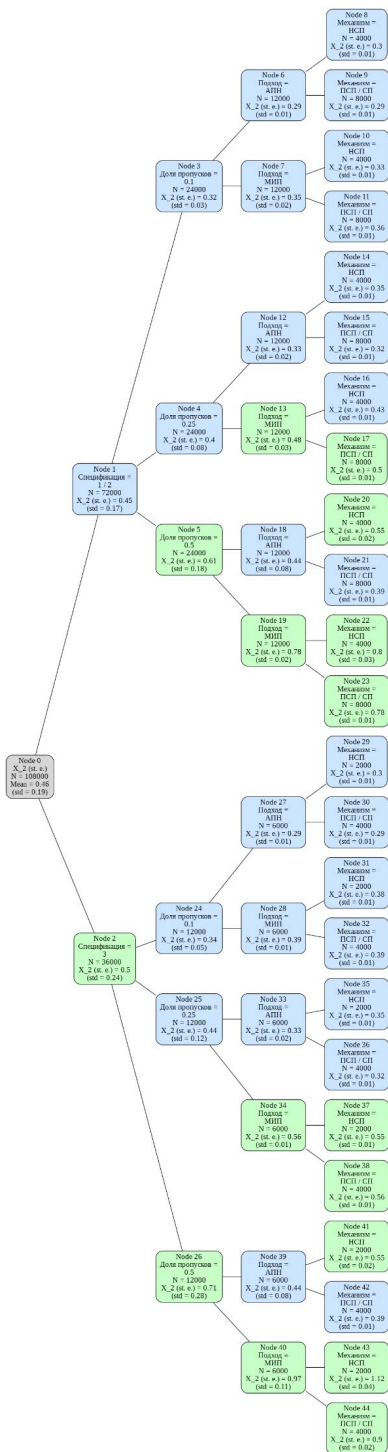 Node 8
Механизм =
НСП
N = 4000
X_2 (st. e.) = 0.3
(std = 0.01)
Node 6
Подход =
АПН
N = 12000
X_2 (st. e.) = 0.29
(std = 0.01)
Node 9
Механизм =
ПСП / СП
N = 8000
X_2 (st. e.) = 0.29
(std = 0.01)
Node 10
Механизм =
НСП
N = 4000
X_2 (st. e.) = 0.33
(std = 0.01)
Node 3
Доля пропусков =
0.1
N = 24000
X_2 (st. e.) = 0.32
(std = 0.03)
Node 7
Подход =
МИП
N = 12000
X_2 (st. e.) = 0.35
(std = 0.02)
Node 11
Механизм =
ПСП / СП
N = 8000
X_2 (st. e.) = 0.36
(std = 0.01)
Node 14
Механизм =
НСП
N = 4000
X_2 (st. e.) = 0.35
(std = 0.01)
Node 12
Подход =
АПН
N = 12000
X_2 (st. e.) = 0.33
(std = 0.02)
Node 15
Механизм =
ПСП / СП
N = 8000
X_2 (st. e.) = 0.32
(std = 0.01)
Node 16
Механизм =
НСП
N = 4000
X_2 (st. e.) = 0.43
(std = 0.01)
Node 4
Доля пропусков =
0.25
N = 24000
X_2 (st. e.) = 0.4
(std = 0.08)
Node 13
Подход =
МИП
N = 12000
X_2 (st. e.) = 0.48
(std = 0.03)
Node 17
Механизм =
ПСП / СП
N = 8000
X_2 (st. e.) = 0.5
(std = 0.01)
Node 1
Спецификация =
1 / 2
N = 72000
X_2 (st. e.) = 0.45
(std = 0.17)
Node 20
Механизм =
НСП
N = 4000
X_2 (st. e.) = 0.55
(std = 0.02)
Node 5
Доля пропусков =
0.5
N = 24000
X_2 (st. e.) = 0.61
(std = 0.18)
Node 18
Подход =
АПН
N = 12000
X_2 (st. e.) = 0.44
(std = 0.08)
Node 21
Механизм =
ПСП / СП
N = 8000
X_2 (st. e.) = 0.39
(std = 0.01)
Node 19
Подход =
МИП
N = 12000
X_2 (st. e.) = 0.78
(std = 0.02)
Node 22
Механизм =
НСП
N = 4000
X_2 (st. e.) = 0.8
(std = 0.03)
Node 23
Механизм =
ПСП / СП
N = 8000
X_2 (st. e.) = 0.78
(std = 0.01)
Node 0
X_2 (st. e.)
N = 108000
Mean = 0.46
(std = 0.19)
Node 29
Механизм =
НСП
N = 2000
X_2 (st. e.) = 0.3
(std = 0.01)
Node 27
Подход =
АПН
N = 6000
X_2 (st. e.) = 0.29
(std = 0.01)
Node 30
Механизм =
ПСП / СП
N = 4000
X_2 (st. e.) = 0.29
(std = 0.01)
Node 31
Механизм =
НСП
N = 2000
X_2 (st. e.) = 0.38
(std = 0.01)
Node 24
Доля пропусков =
0.1
N = 12000
X_2 (st. e.) = 0.34
(std = 0.05)
Node 28
Подход =
МИП
N = 6000
X_2 (st. e.) = 0.39
(std = 0.01)
Node 32
Механизм =
ПСП / СП
N = 4000
X_2 (st. e.) = 0.39
(std = 0.01)
Node 2
Спецификация =
3
N = 36000
X_2 (st. e.) = 0.5
(std = 0.24)
Node 25
Доля пропусков =
0.25
N = 12000
X_2 (st. e.) = 0.44
(std = 0.12)
Node 33
Подход =
АПН
N = 6000
X_2 (st. e.) = 0.33
(std = 0.02)
Node 35
Механизм =
НСП
N = 2000
X_2 (st. e.) = 0.35
(std = 0.01)
Node 36
Механизм =
ПСП / СП
N = 4000
X_2 (st. e.) = 0.32
(std = 0.01)
Node 34
Подход =
МИП
N = 6000
X_2 (st. e.) = 0.56
(std = 0.01)
Node 37
Механизм =
НСП
N = 2000
X_2 (st. e.) = 0.55
(std = 0.01)
Node 38
Механизм =
ПСП / СП
N = 4000
X_2 (st. e.) = 0.56
(std = 0.01)
Node 41
Механизм =
НСП
N = 2000
X_2 (st. e.) = 0.55
(std = 0.02)
Node 26
Доля пропусков =
0.5
N = 12000
X_2 (st. e.) = 0.71
(std = 0.28)
Node 39
Подход =
АПН
N = 6000
X_2 (st. e.) = 0.44
(std = 0.08)
Node 42
Механизм =
ПСП / СП
N = 4000
X_2 (st. e.) = 0.39
(std = 0.01)
Node 40
Подход =
МИП
N = 6000
X_2 (st. e.) = 0.97
(std = 0.11)
Node 43
Механизм =
НСП
N = 2000
X_2 (st. e.) = 1.12
(std = 0.04)
Node 44
Механизм =
ПСП / СП
N = 4000
X_2 (st. e.) = 0.9
(std = 0.02)